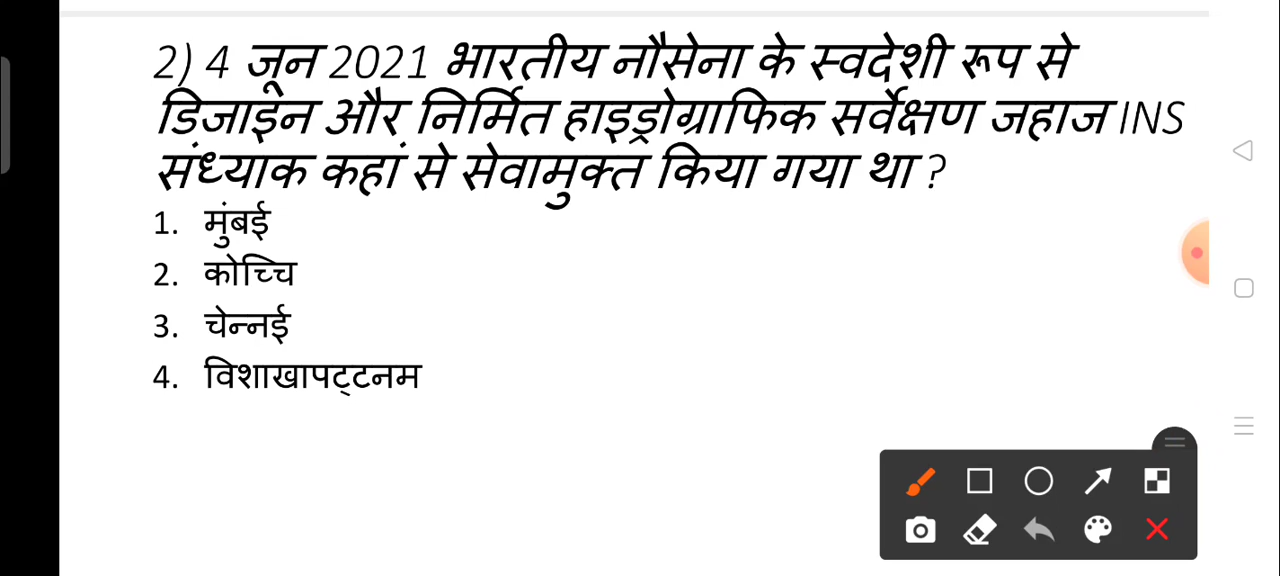 2) 4 जून 2021 भारतीय नौसेना के स्वदेशी रूप से
डिजाईन और निर्मित हाइड्रोग्राफिक सर्वेक्षण जहाज INS
संध्याक कहां से सेवामुक्त किया गया था ?
1. मुंबई
2. कोच्चि
3. चेन्नई
4. विशाखापट्टनम